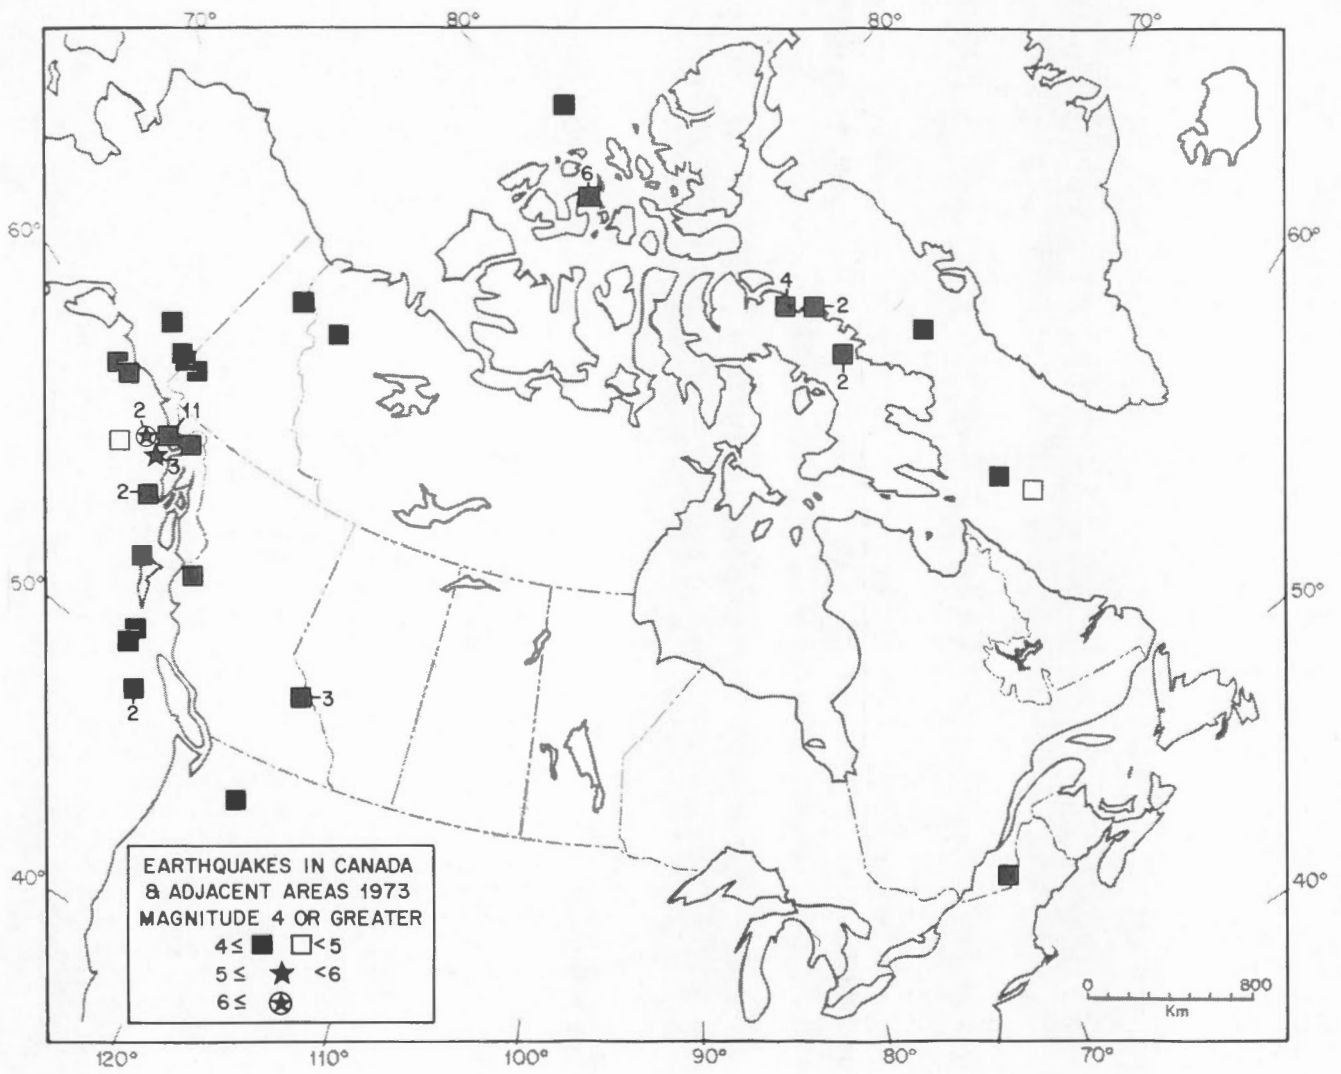 70° 80° 80° 70°
6
60° 60°
4
2
2
2 11
3
2
50° 50°
3
2
EARTHQUAKES IN CANADA
& ADJACENT AREAS 1973
MAGNITUDE 4 OR GREATER
4≤ <5
5≤ <6
6≤
40° 40°
0 800
Km
120° 110° 100° 90° 80° 70°